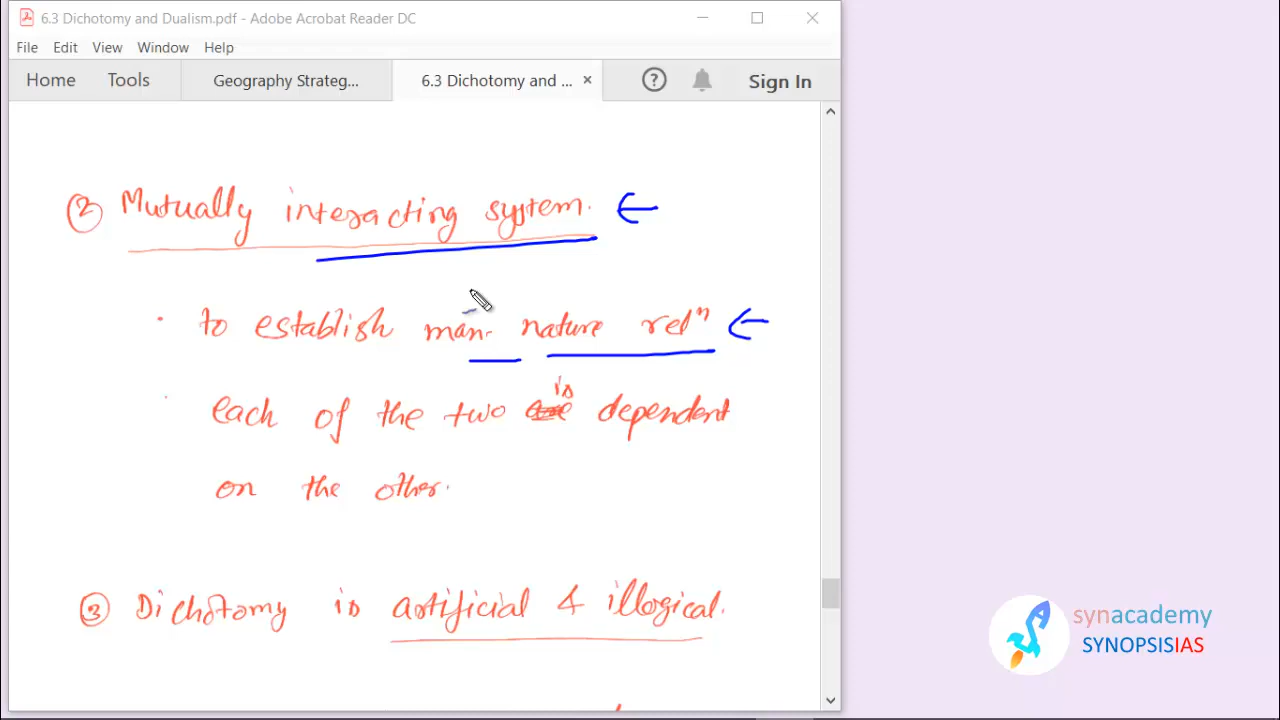 6.3 Dichotomy and Dualism.pdf - Adobe Acrobat Reader DC
File Edit View Window Help
Home Tools Geography Strateg... 6.3 Dichotomy and ... × ? Sign In
② Mutually interacting system. ←
· to establish man- nature relⁿ ←
· each of the two is dependent
on the other.
③ Dichotomy is artificial & illogical.
synacademy
SYNOPSISIAS